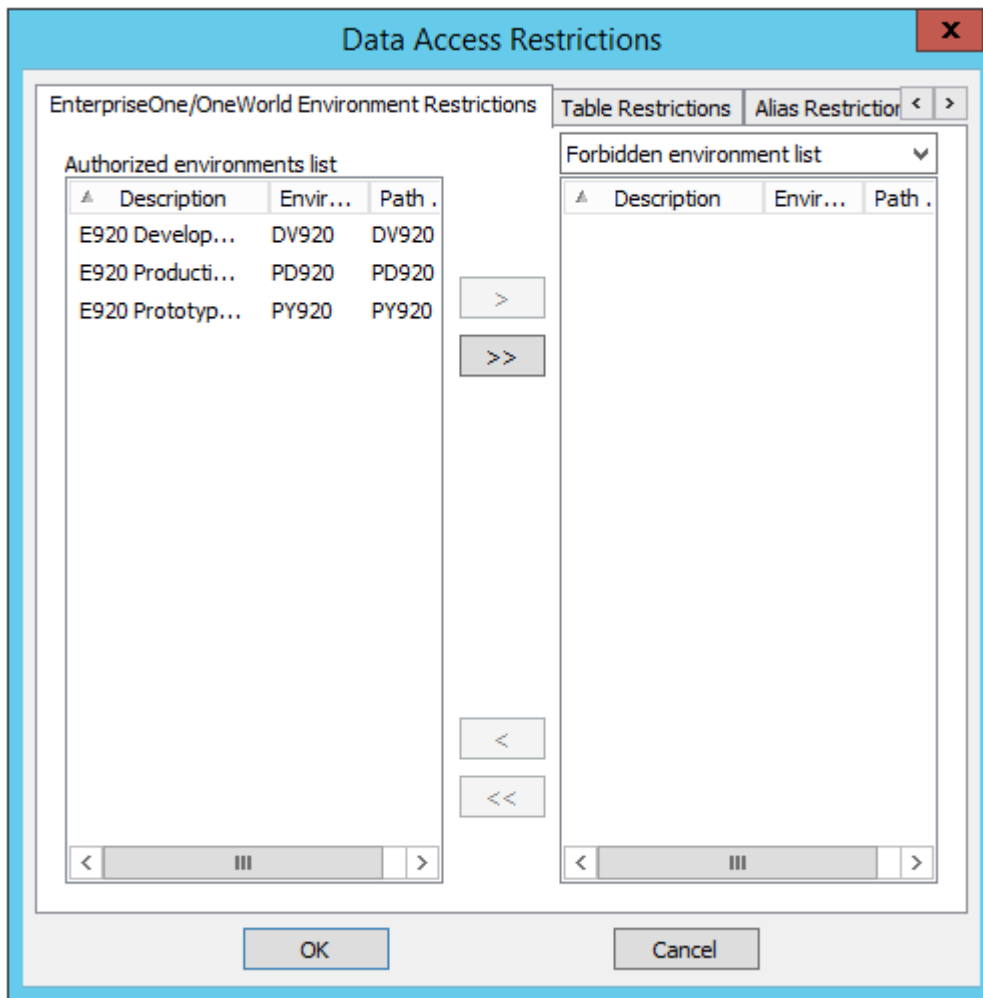 Data Access Restrictions
x
EnterpriseOne/OneWorld Environment Restrictions Table Restrictions Alias Restriction < >
Authorized environments list Forbidden environment list
Description Envir... Path . Description Envir... Path .
E920 Develop... DV920 DV920
E920 Producti... PD920 PD920
E920 Prototyp... PY920 PY920
>
>>
<
<<
< III > < III >
OK Cancel